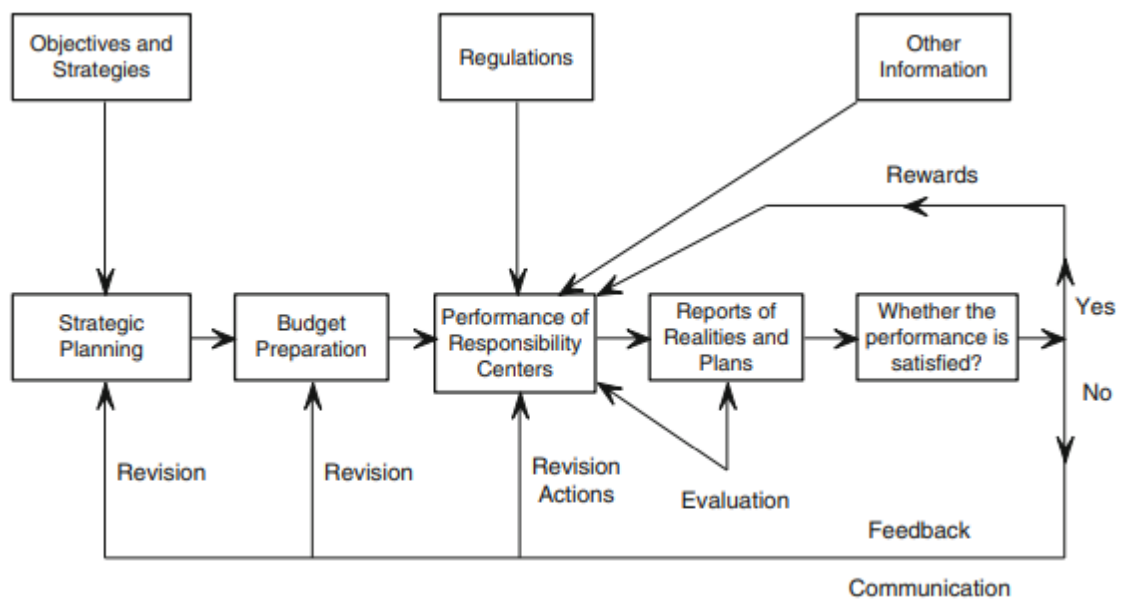 Objectives and
Strategies
Regulations
Other
Information
Rewards
Strategic
Planning
Budget
Preparation
Performance of
Responsibility
Centers
Reports of
Realities and
Plans
Whether the
performance is
satisfied?
Yes
No
Revision
Revision
Revision
Actions
Evaluation
Feedback
Communication